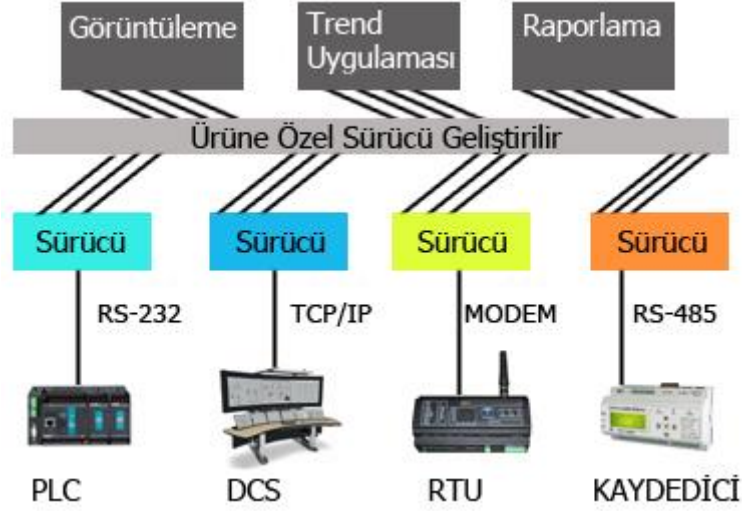 Görüntüleme
Trend
Uygulaması
Raporlama
Ürüne Özel Sürücü Geliştirilir
Sürücü
Sürücü
Sürücü
Sürücü
RS-232
TCP/IP
MODEM
RS-485
PLC
DCS
RTU
KAYDEDİCİ